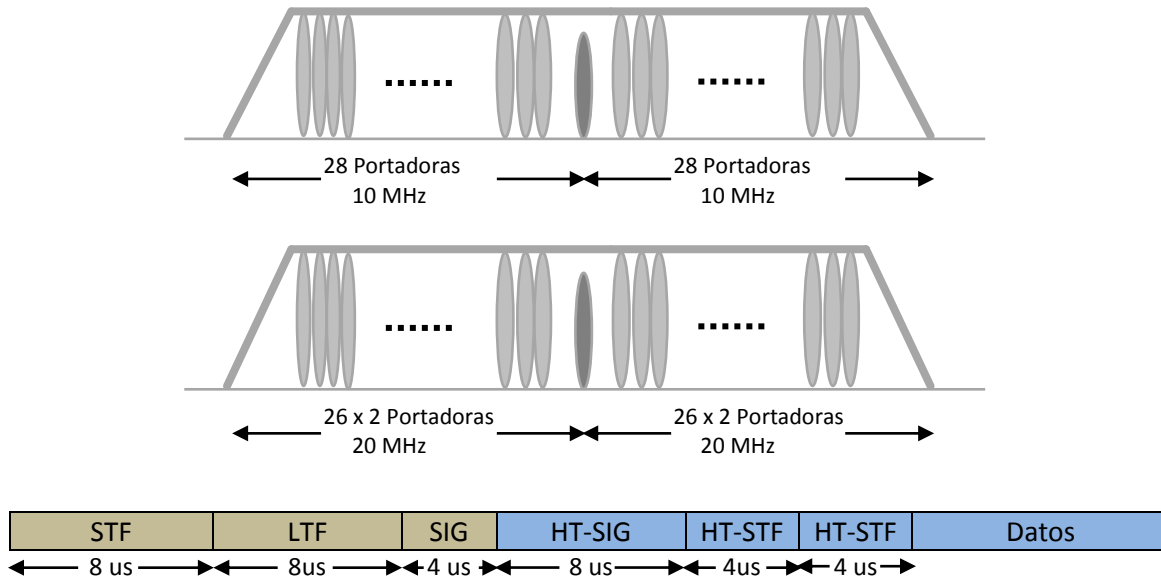 ......
......
28 Portadoras
28 Portadoras
10 MHz
10 MHz
......
......
26 x 2 Portadoras
26 x 2 Portadoras
20 MHz
20 MHz
STF LTF SIG HT-SIG HT-STF HT-STF Datos
8 us 8us 4 us 8 us 4us 4 us